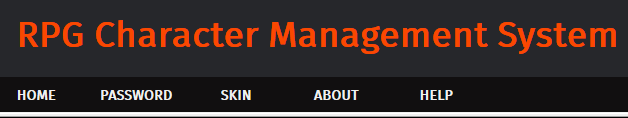 RPG Character Management System
HOME PASSWORD SKIN ABOUT HELP